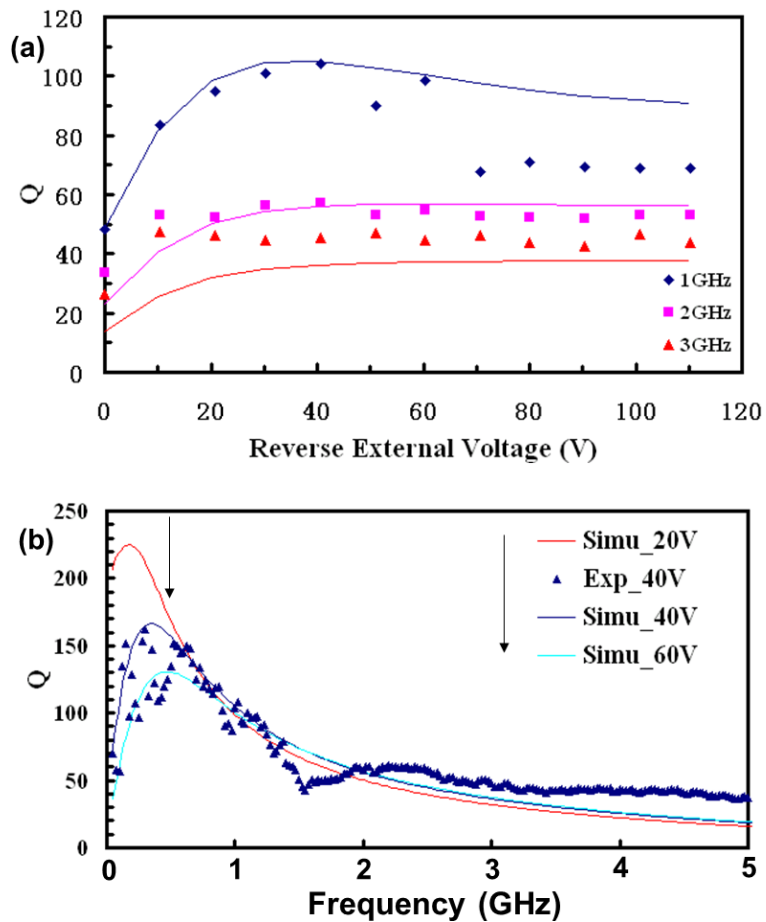 (a)
120
100
80
60
40
20
0
Q
1GHz
2GHz
3GHz
0 20 40 60 80 100 120
Reverse External Voltage (V)
(b)
250
200
150
100
50
0
Q
Simu_20V
Exp_40V
Simu_40V
Simu_60V
0 1 2 3 4 5
Frequency (GHz)